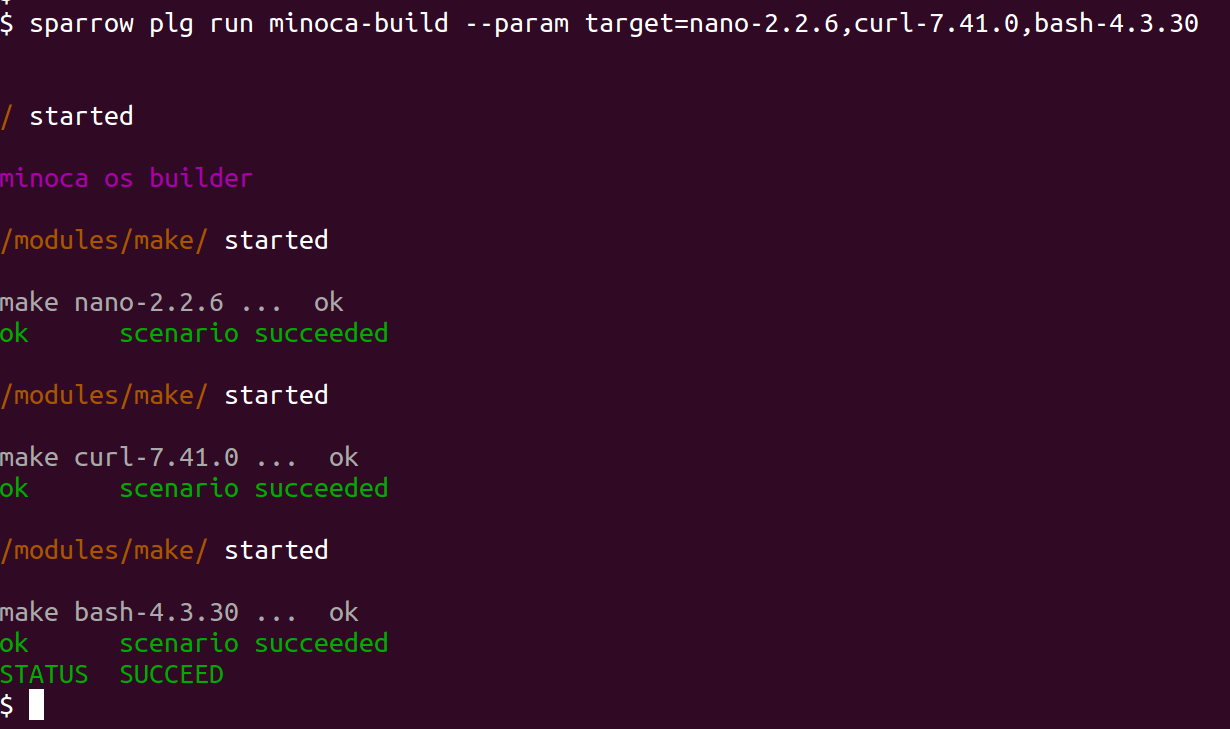 $ sparrow plg run minoca-build --param target=nano-2.2.6,curl-7.41.0,bash-4.3.30
/ started
minoca os builder
/modules/make/ started
make nano-2.2.6 ...  ok
ok      scenario succeeded
/modules/make/ started
make curl-7.41.0 ...  ok
ok      scenario succeeded
/modules/make/ started
make bash-4.3.30 ...  ok
ok      scenario succeeded
STATUS  SUCCEED
$